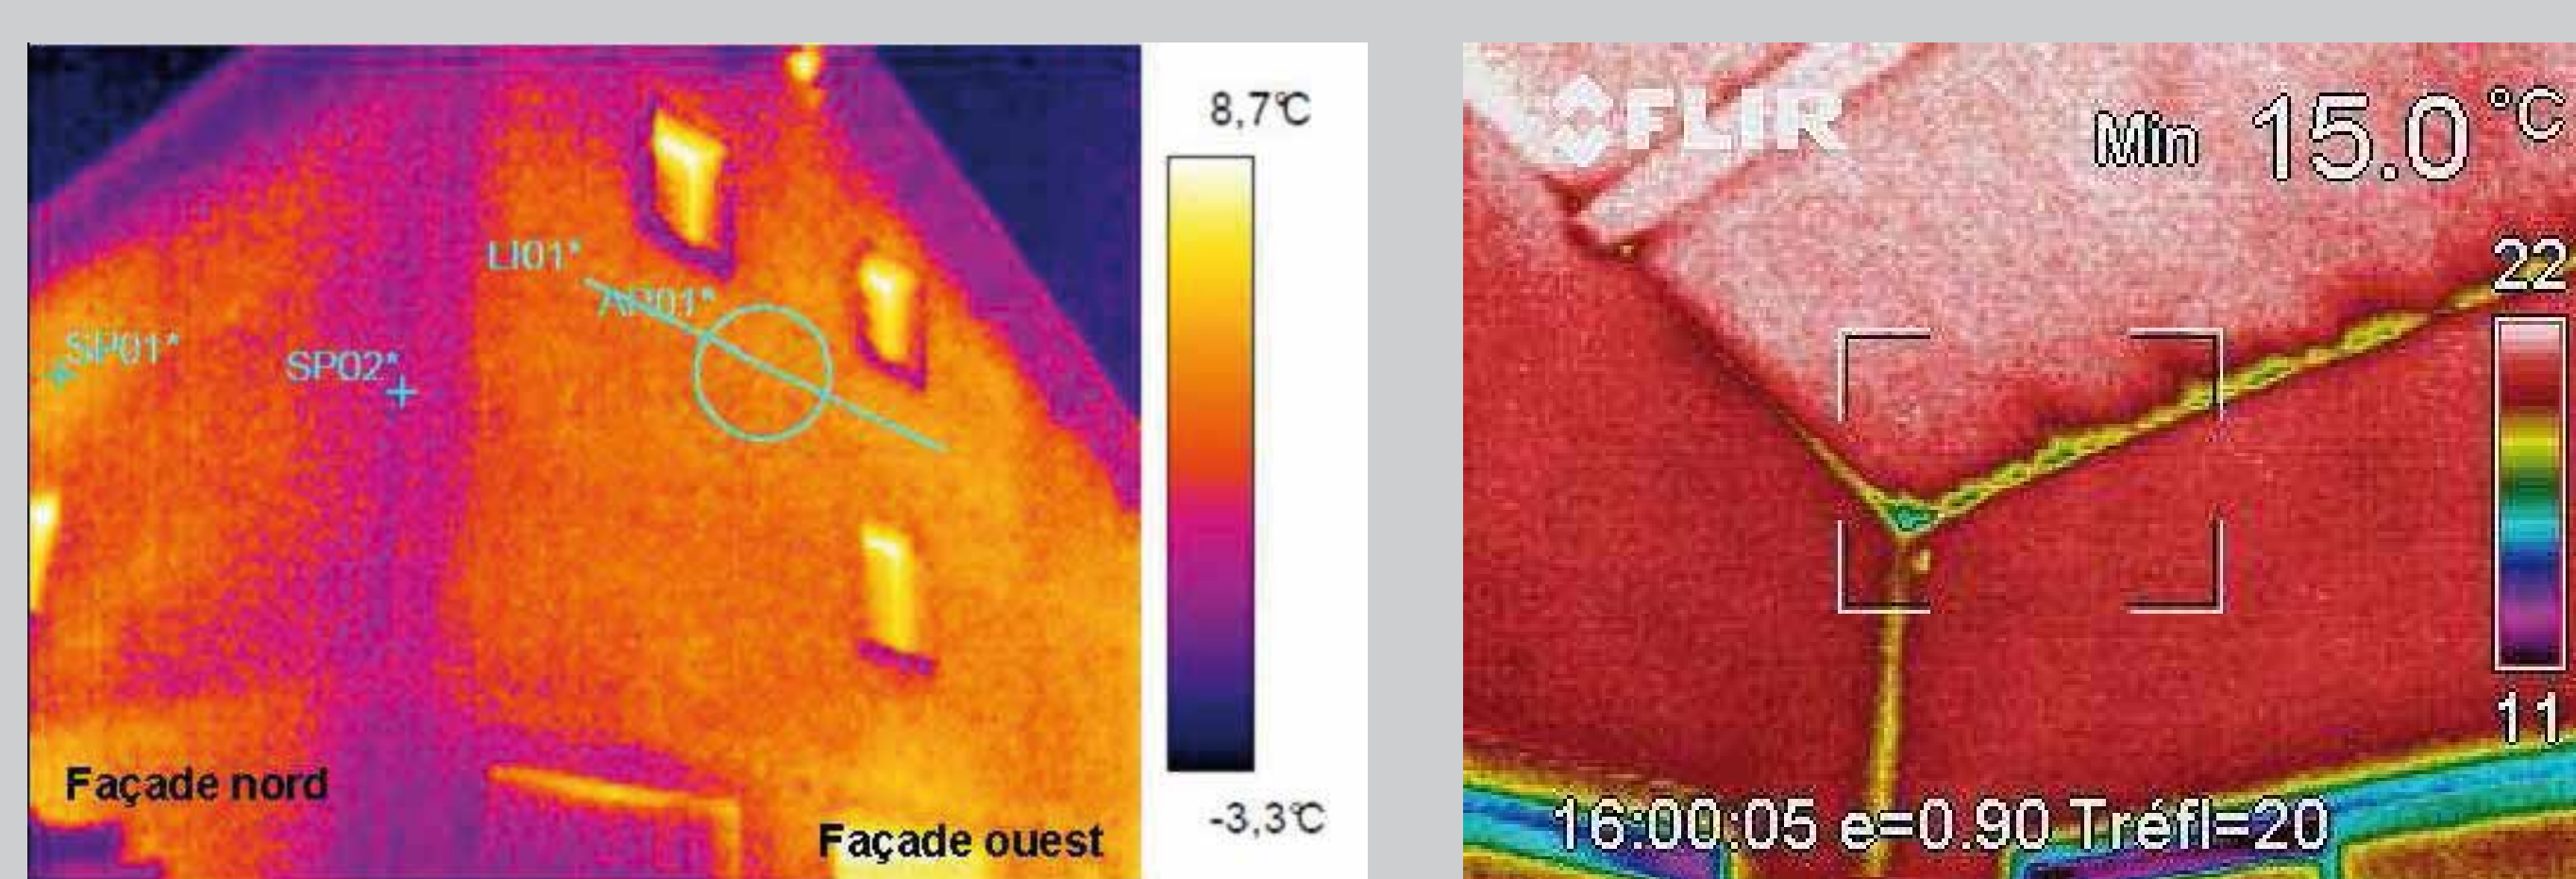 8,7°C
LI01*
AR01*
SP01*
SP02*
Façade nord
Façade ouest
-3,3°C
FLIR
Min 15.0 °C
22
11
16:00:05 e=0.90 Tréfl=20